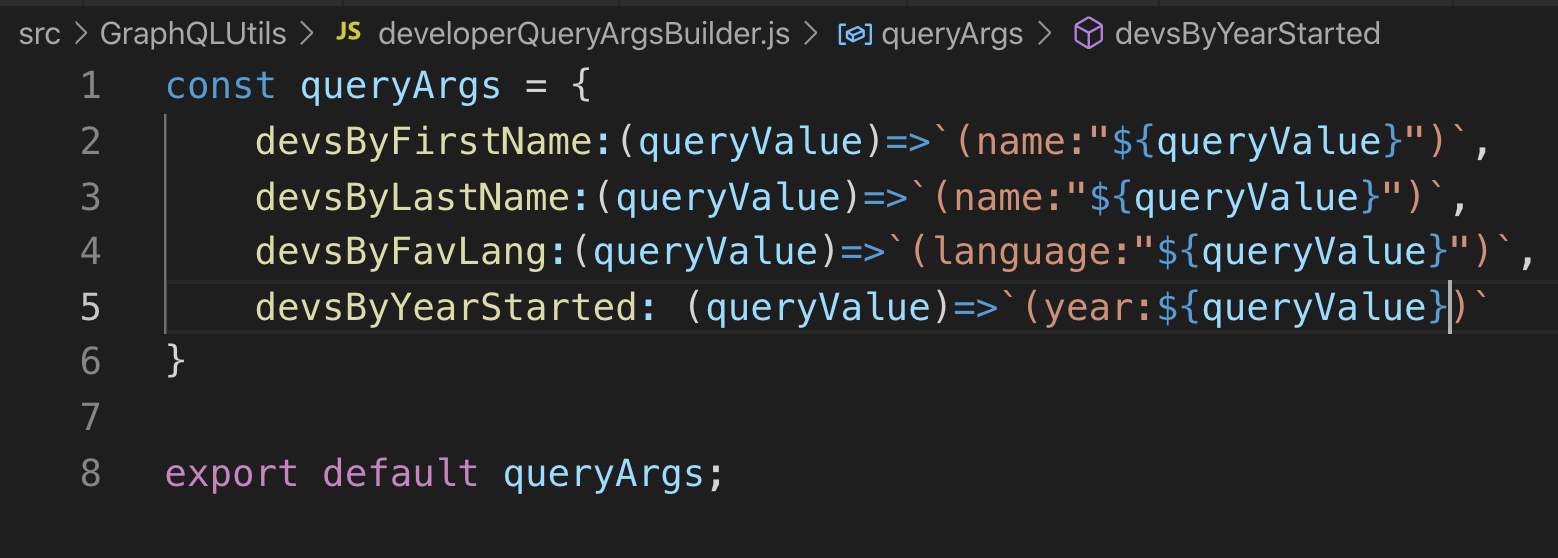 src > GraphQLUtils > JS developerQueryArgsBuilder.js > queryArgs > devsByYearStarted
1 const queryArgs = {
2     devsByFirstName:(queryValue)=>`(name:"${queryValue}")`,
3     devsByLastName:(queryValue)=>`(name:"${queryValue}")`,
4     devsByFavLang:(queryValue)=>`(language:"${queryValue}")`,
5     devsByYearStarted: (queryValue)=>`(year:${queryValue})`
6 }
7
8 export default queryArgs;